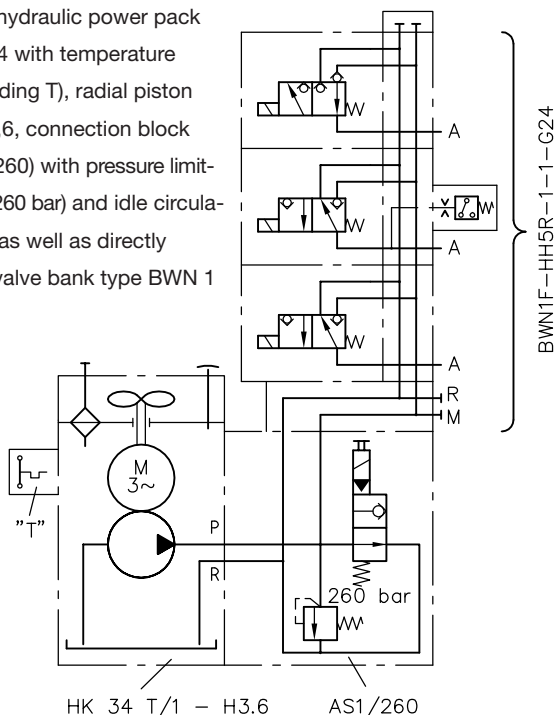 hydraulic power pack
4 with temperature
ding T), radial piston
,6, connection block
260) with pressure limit-
260 bar) and idle circula-
as well as directly
valve bank type BWN 1
A
A
A
R
M
BWN1F-HH5R-1-1-G24
M
3~
"T"
P
R
260 bar
HK 34 T/1 - H3.6
AS1/260